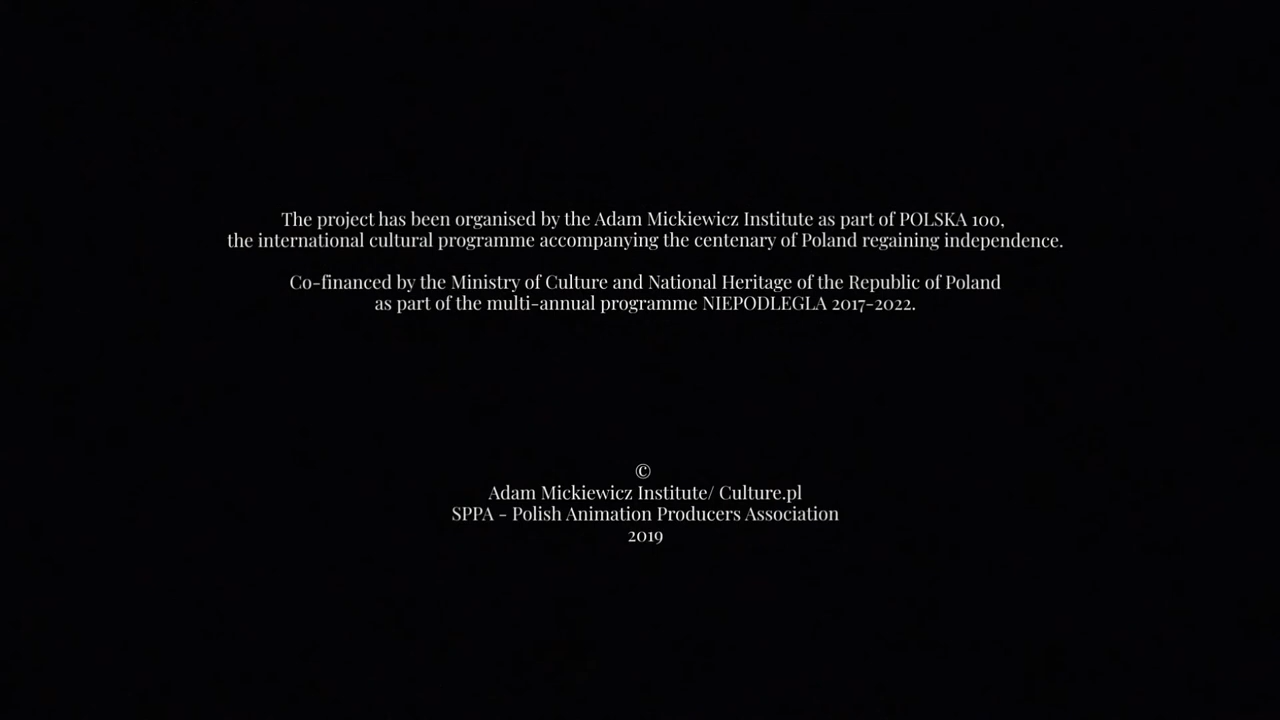 The project has been organised by the Adam Mickiewicz Institute as part of POLSKA 100,
the international cultural programme accompanying the centenary of Poland regaining independence.
Co-financed by the Ministry of Culture and National Heritage of the Republic of Poland
as part of the multi-annual programme NIEPODLEGLA 2017-2022.
©
Adam Mickiewicz Institute/ Culture.pl
SPPA - Polish Animation Producers Association
2019